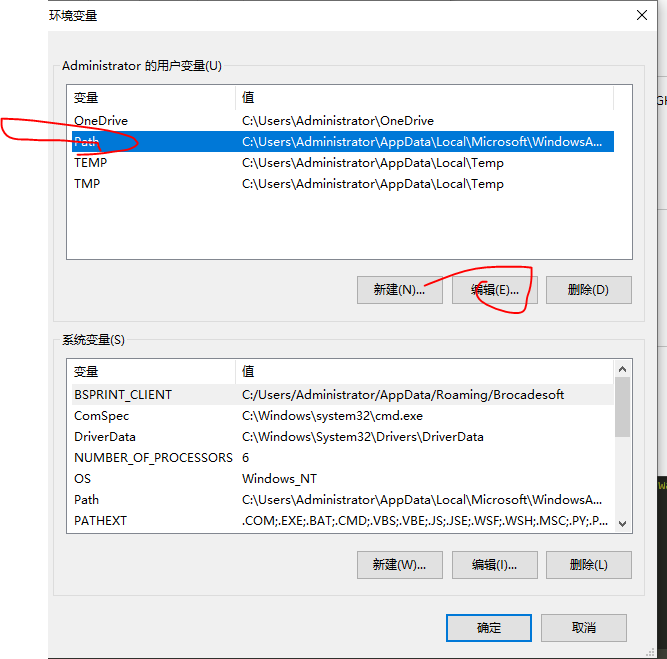 环境变量
Administrator 的用户变量(U)
变量 值
OneDrive C:\Users\Administrator\OneDrive
Path C:\Users\Administrator\AppData\Local\Microsoft\WindowsA...
TEMP C:\Users\Administrator\AppData\Local\Temp
TMP C:\Users\Administrator\AppData\Local\Temp
新建(N)... 编辑(E)... 删除(D)
系统变量(S)
变量 值
BSPRINT_CLIENT C:/Users/Administrator/AppData/Roaming/Brocadesoft
ComSpec C:\Windows\system32\cmd.exe
DriverData C:\Windows\System32\Drivers\DriverData
NUMBER_OF_PROCESSORS 6
OS Windows_NT
Path C:\Users\Administrator\AppData\Local\Microsoft\WindowsA...
PATHEXT .COM;.EXE;.BAT;.CMD;.VBS;.VBE;.JS;.JSE;.WSF;.WSH;.MSC;.PY;.P...
新建(W)... 编辑(I)... 删除(L)
确定 取消